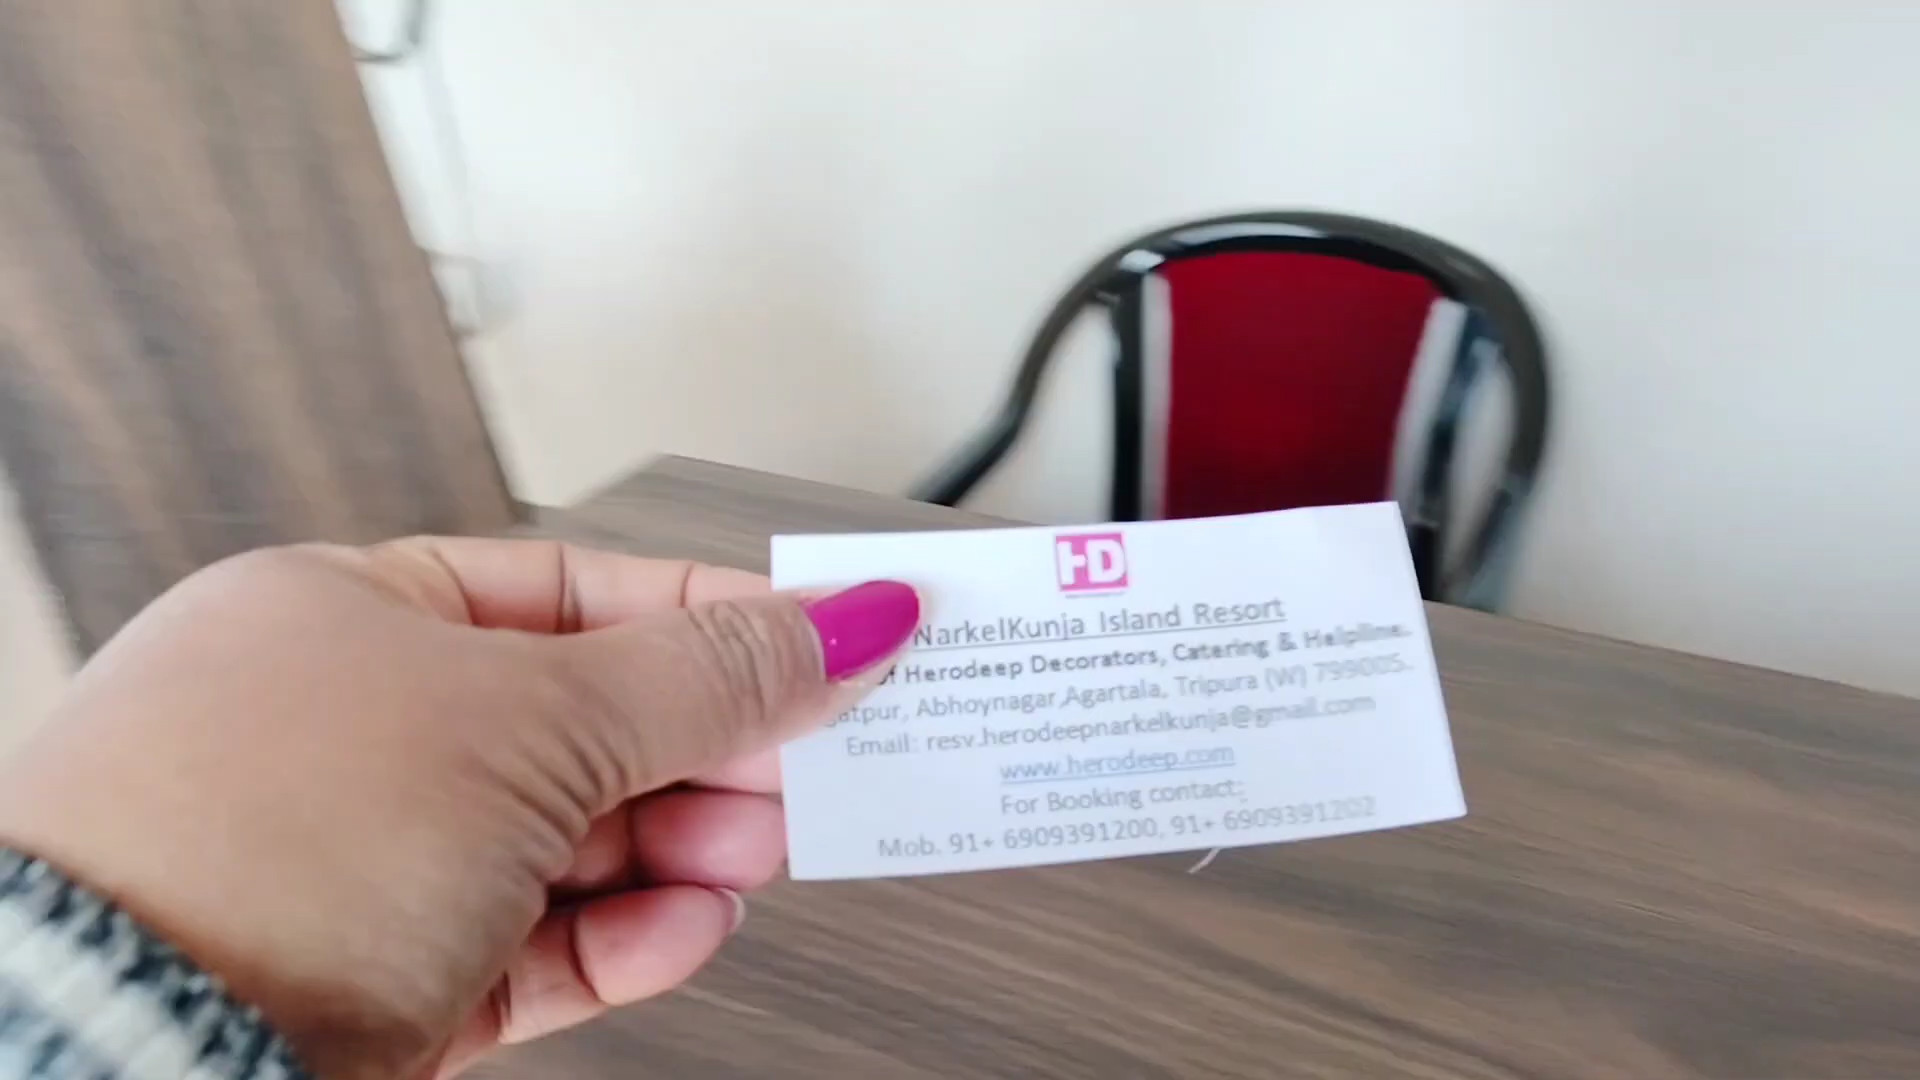 HD
NarkelKunja Island Resort
of Herodeep Decorators, Catering & Helpline.
Abhoynagar,Agartala, Tripura (W) 799005.
Email: resv.herodeepnarkelkunja@gmail.com
www.herodeep.com
For Booking contact:
Mob. 91+ 6909391200, 91+ 6909391202